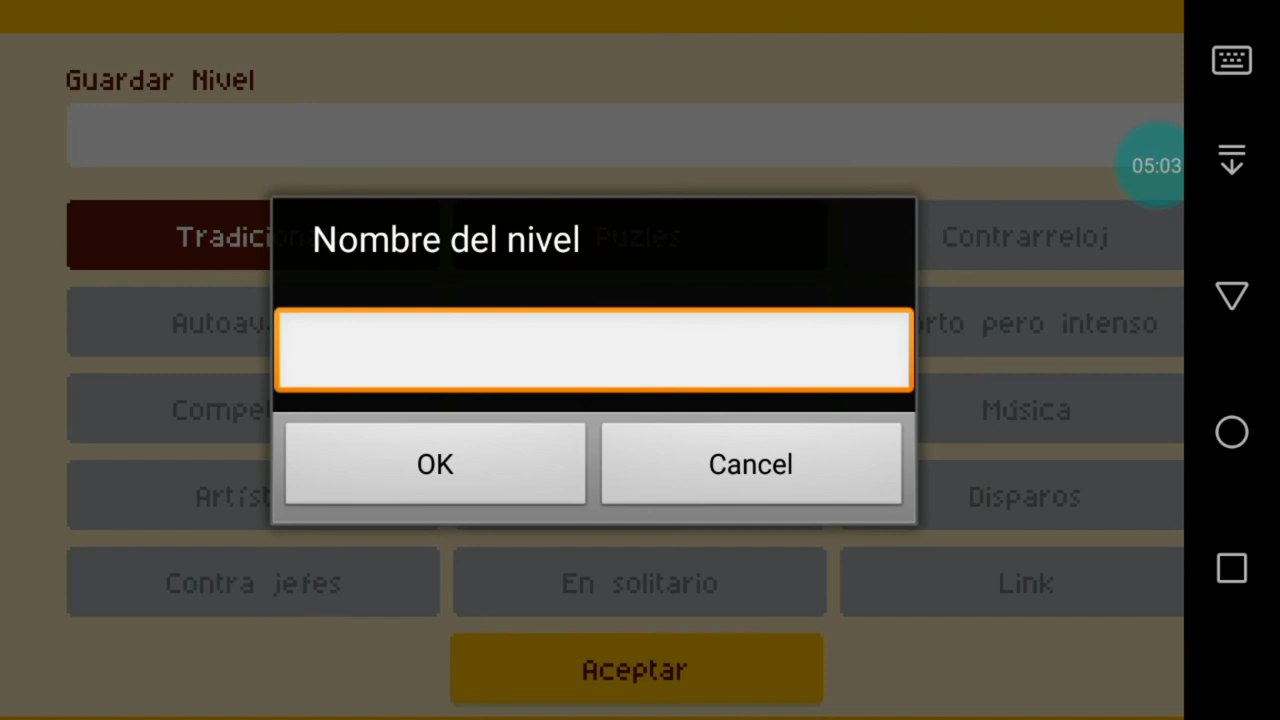 Guardar Nivel
05:03
Nombre del nivel
Puzles
Contrarreloj
pero intenso
Música
OK
Cancel
Disparos
Contra jefes
En solitario
Link
Aceptar